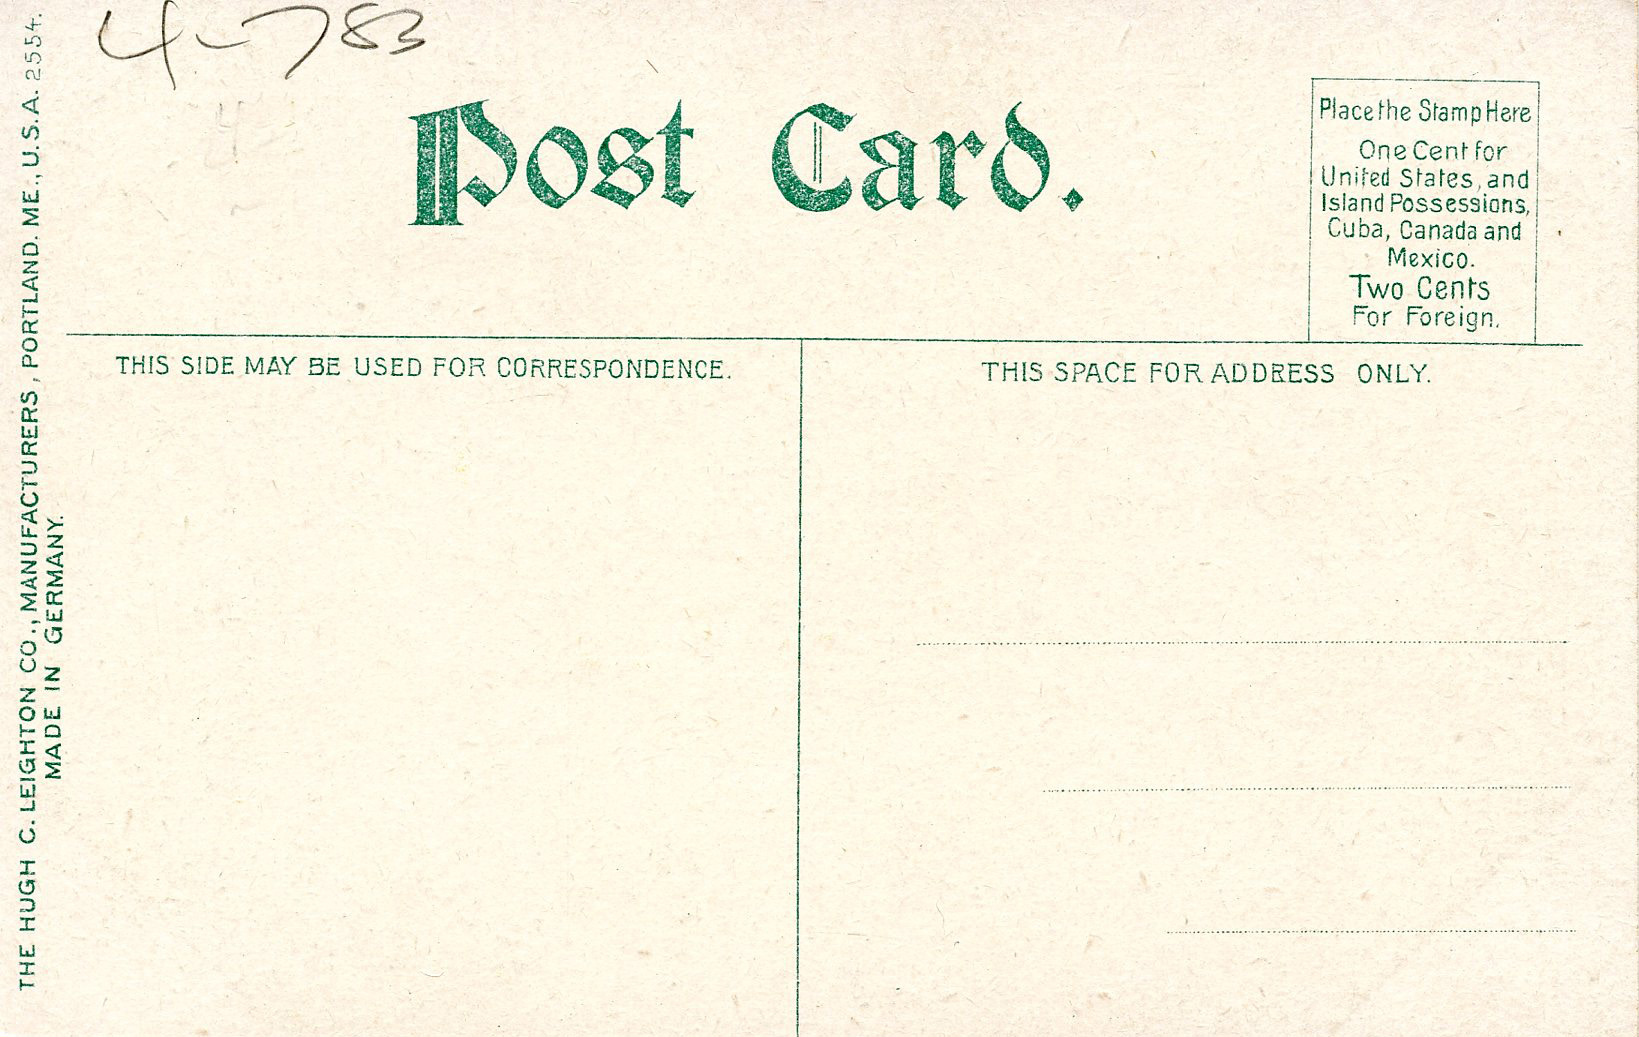 4-783
4
Post Card.
Place the Stamp Here
One Cent for
United States, and
Island Possessions,
Cuba, Canada and
Mexico.
Two Cents
For Foreign.
THIS SIDE MAY BE USED FOR CORRESPONDENCE.
THIS SPACE FOR ADDRESS ONLY.
THE HUGH C. LEIGHTON CO., MANUFACTURERS, PORTLAND. ME., U.S.A. 2554.
MADE IN GERMANY.